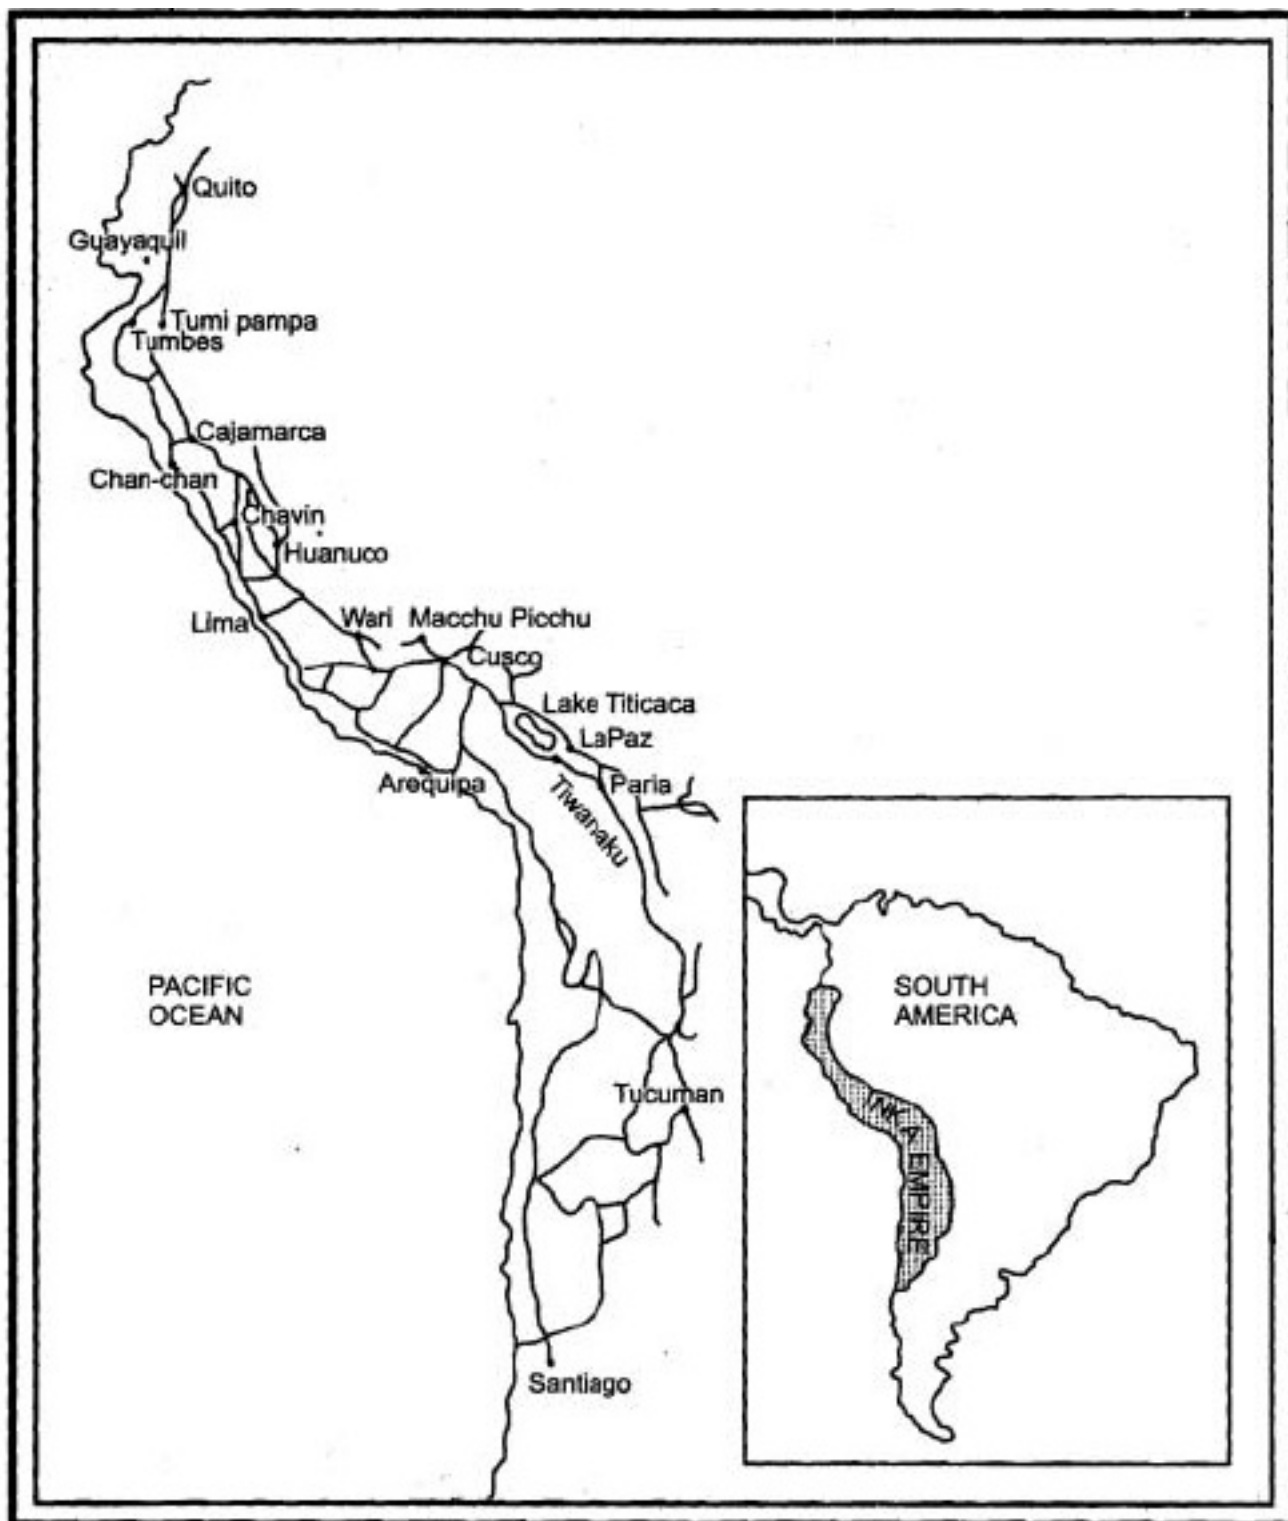 Quito
Guayaquil
Tumi pampa
Tumbes
Cajamarca
Chan-chan
Chavin
Huanuco
Lima
Wari
Macchu Picchu
Cusco
Lake Titicaca
LaPaz
Paria
Arequipa
Tiwanaku
PACIFIC
OCEAN
SOUTH
AMERICA
INKA EMPIRE
Tucuman
Santiago